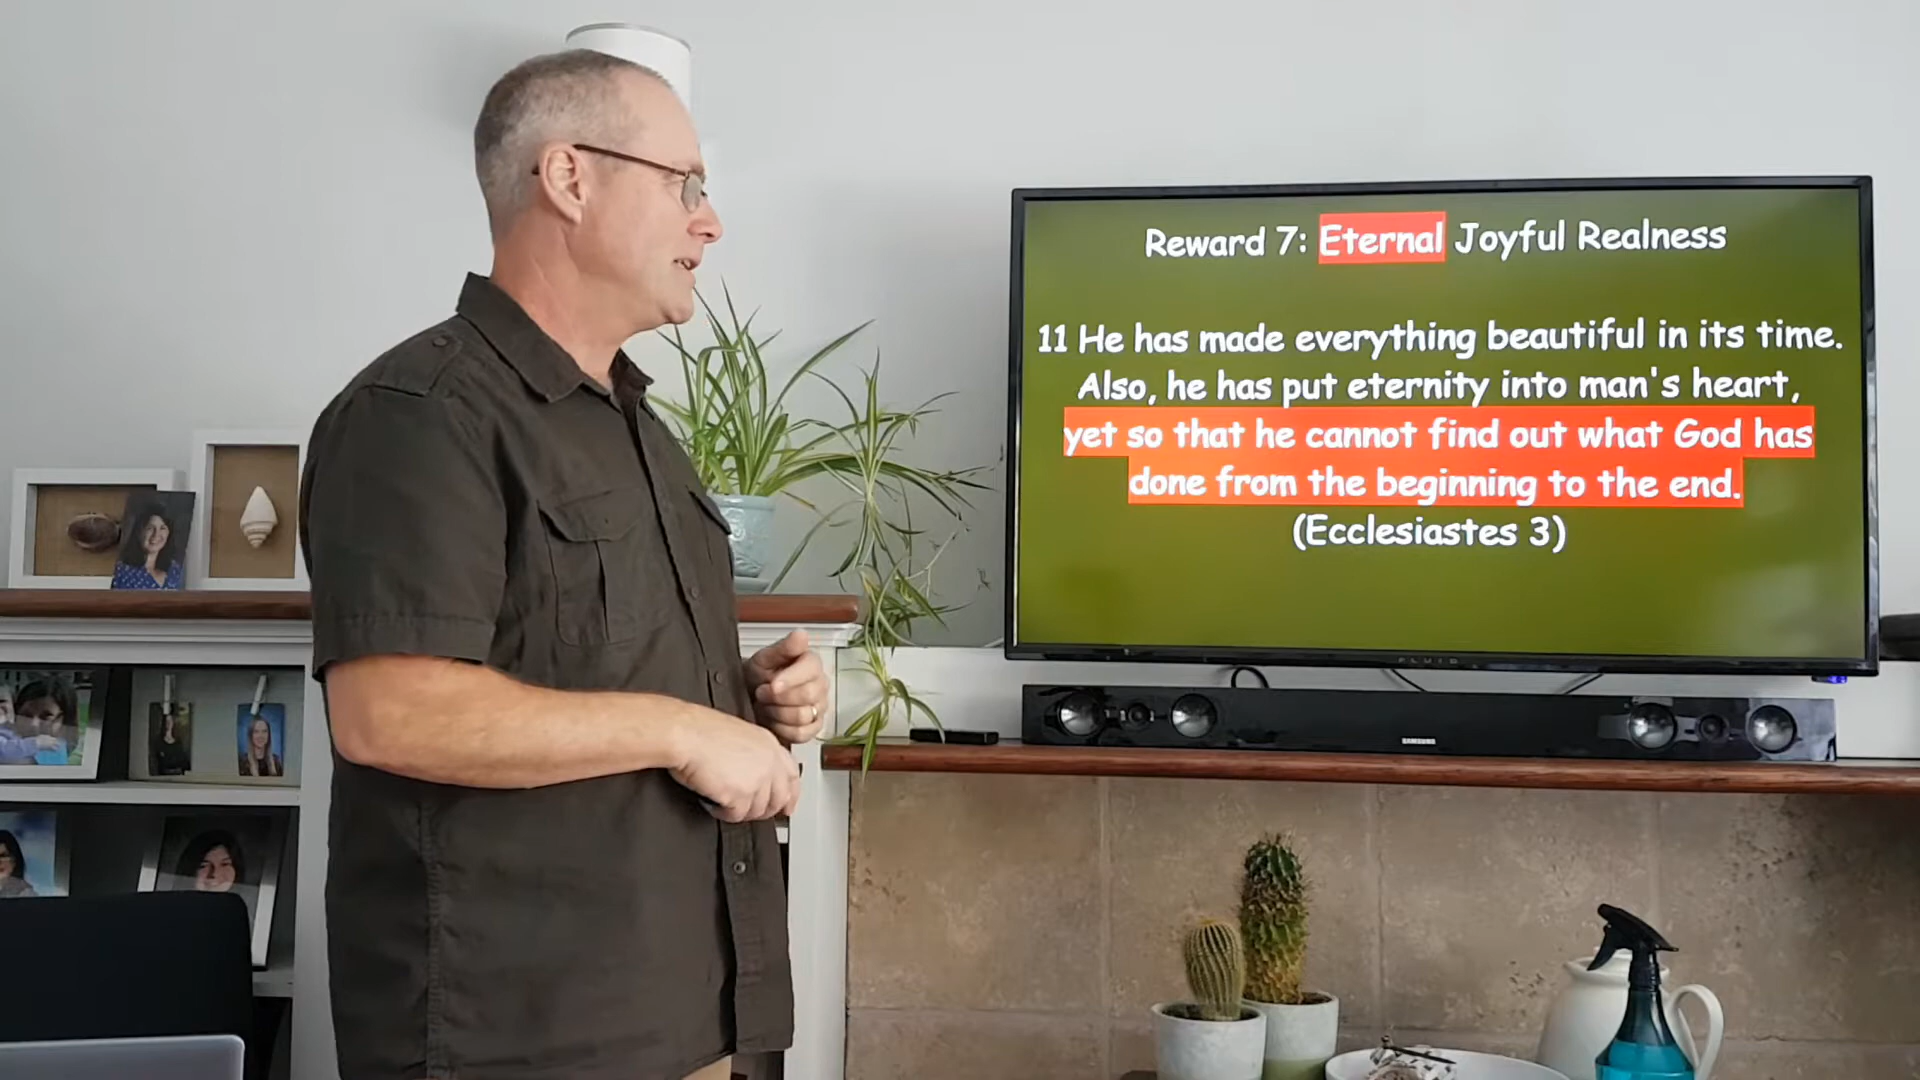 Reward 7: Eternal Joyful Realness
11 He has made everything beautiful in its time.
Also, he has put eternity into man's heart,
yet so that he cannot find out what God has
done from the beginning to the end.
(Ecclesiastes 3)
FLUID
SAMSUNG